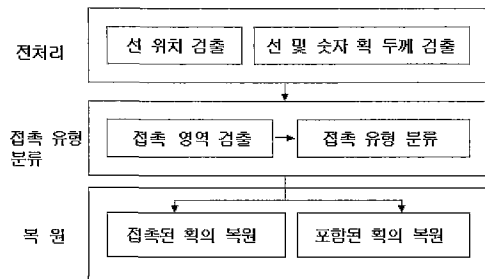 전처리
선 위치 검출
선 및 숫자 획 두께 검출
접촉 유형
분류
접촉 영역 검출
접촉 유형 분류
복 원
접촉된 획의 복원
포함된 획의 복원